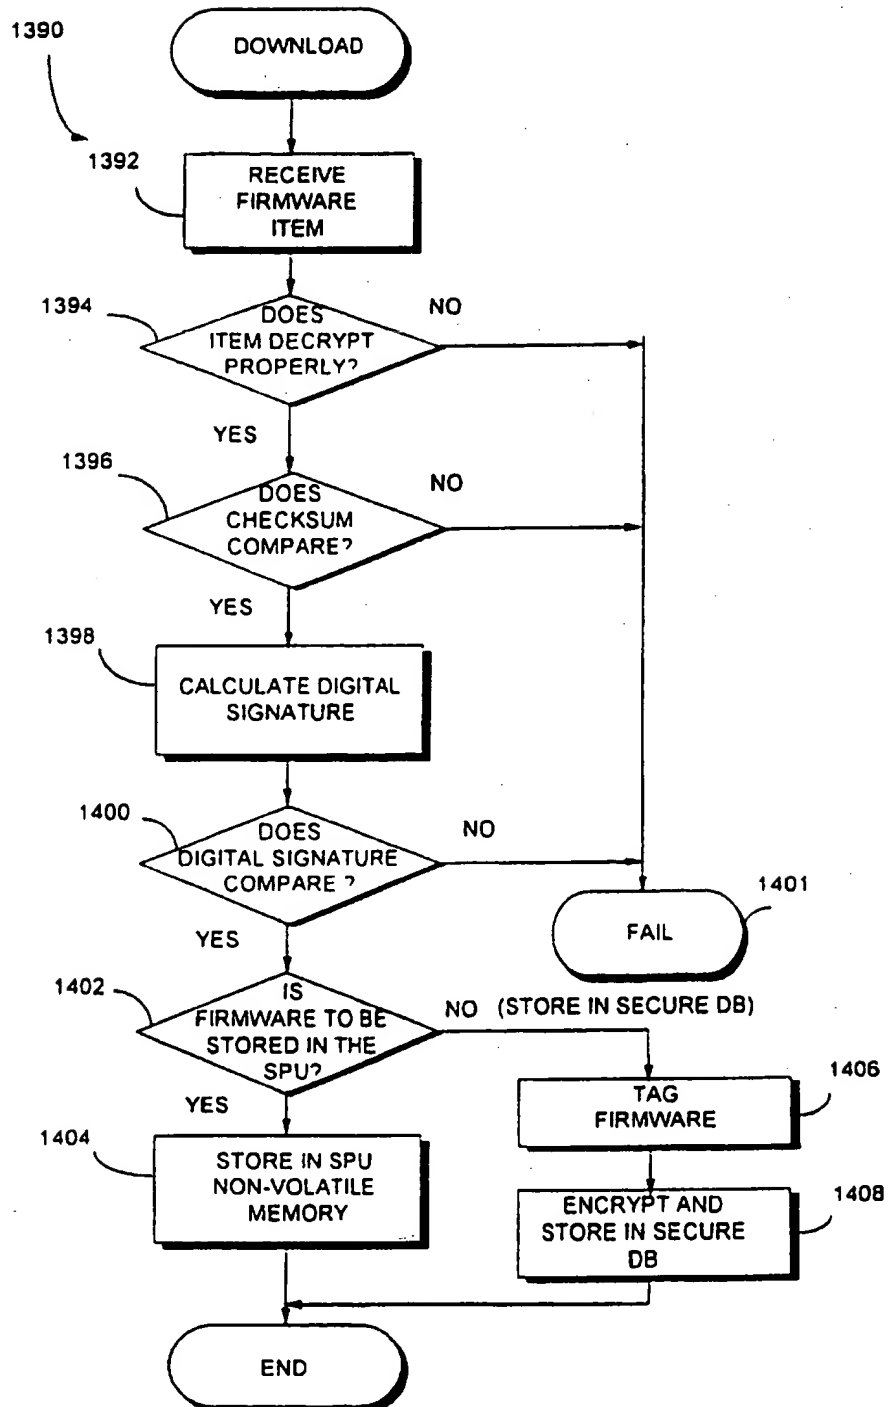 1390
DOWNLOAD
1392
RECEIVE
FIRMWARE
ITEM
1394
DOES
ITEM DECRYPT
PROPERLY?
NO
YES
1396
DOES
CHECKSUM
COMPARE?
NO
YES
1398
CALCULATE DIGITAL
SIGNATURE
1400
DOES
DIGITAL SIGNATURE
COMPARE ?
NO
1401
FAIL
YES
1402
IS
FIRMWARE TO BE
STORED IN THE
SPU?
NO (STORE IN SECURE DB)
1406
TAG
FIRMWARE
YES
1404
STORE IN SPU
NON-VOLATILE
MEMORY
1408
ENCRYPT AND
STORE IN SECURE
DB
END